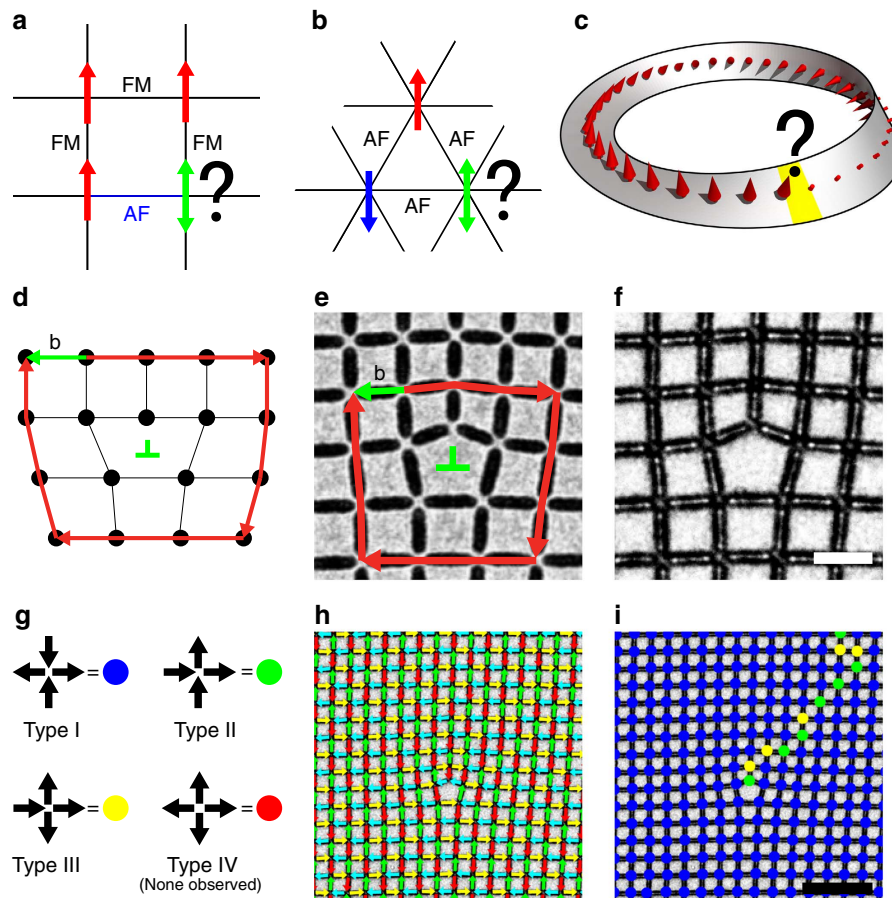 a
b
c
FM
FM
FM
AF
?
AF
AF
AF
?
?
d
e
f
b
b
g
h
i
=
=
Type I
Type II
=
=
Type III
Type IV
(None observed)